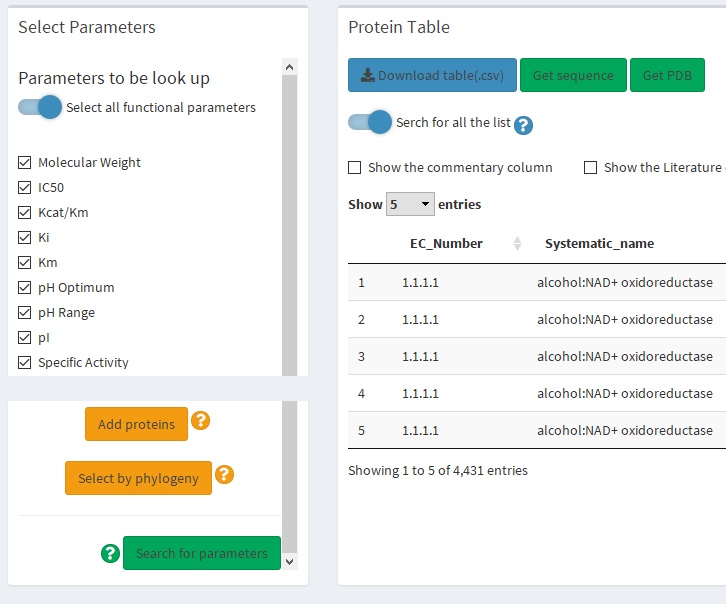 Select Parameters
Parameters to be look up
Select all functional parameters
Molecular Weight
IC50
Kcat/Km
Ki
Km
pH Optimum
pH Range
pI
Specific Activity
Add proteins ?
Select by phylogeny ?
? Search for parameters
Protein Table
Download table(.csv) Get sequence Get PDB
Serch for all the list ?
Show the commentary column Show the Literature
Show 5 entries
EC_Number Systematic_name
1 1.1.1.1 alcohol:NAD+ oxidoreductase
2 1.1.1.1 alcohol:NAD+ oxidoreductase
3 1.1.1.1 alcohol:NAD+ oxidoreductase
4 1.1.1.1 alcohol:NAD+ oxidoreductase
5 1.1.1.1 alcohol:NAD+ oxidoreductase
Showing 1 to 5 of 4,431 entries